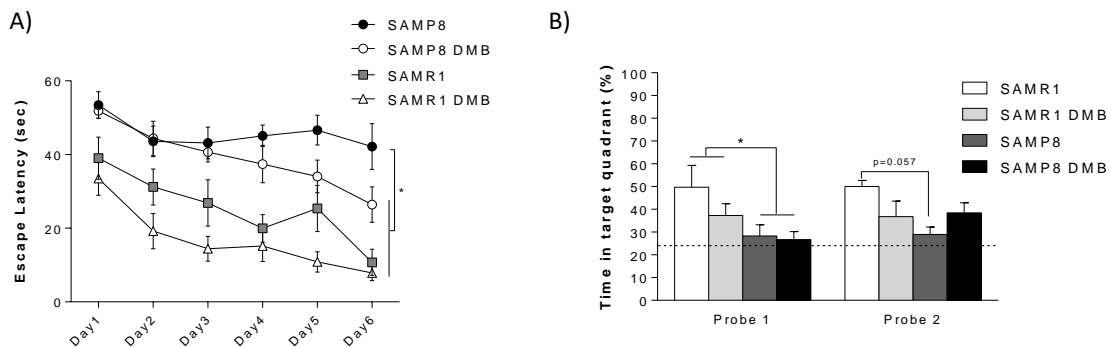 A)
SAMP8
SAMP8 DMB
SAMR1
SAMR1 DMB
Escape Latency (sec)
60
40
20
0
*
Day1 Day2 Day3 Day4 Day5 Day6
B)
Time in target quadrant (%)
100
90
80
70
60
50
40
30
20
10
0
*
p=0.057
SAMR1
SAMR1 DMB
SAMP8
SAMP8 DMB
Probe 1 Probe 2